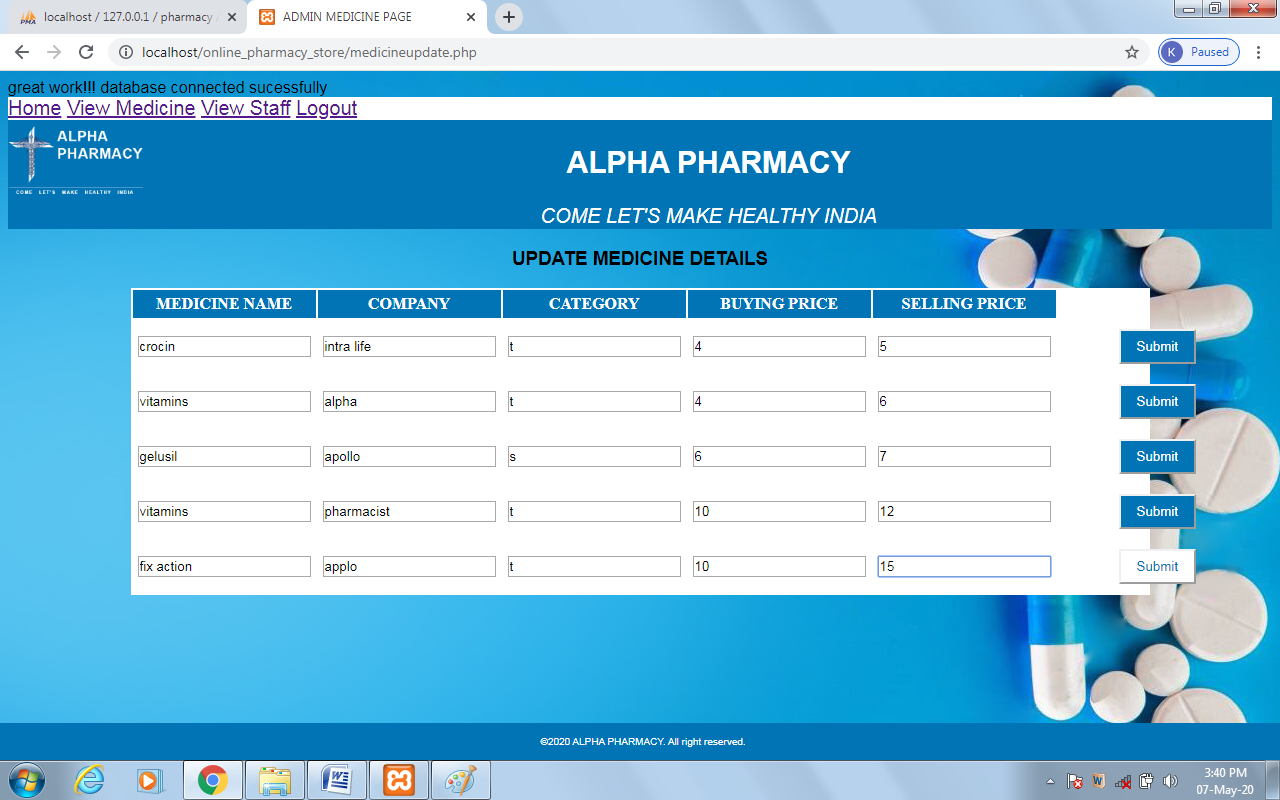 localhost / 127.0.0.1 / pharmacy
ADMIN MEDICINE PAGE
localhost/online_pharmacy_store/medicineupdate.php
K Paused
great work!!! database connected sucessfully
Home View Medicine View Staff Logout
ALPHA
PHARMACY
COME LET'S MAKE HEALTHY INDIA
ALPHA PHARMACY
COME LET'S MAKE HEALTHY INDIA
UPDATE MEDICINE DETAILS
MEDICINE NAME COMPANY CATEGORY BUYING PRICE SELLING PRICE
crocin intra life t 4 5 Submit
vitamins alpha t 4 6 Submit
gelusil apollo s 6 7 Submit
vitamins pharmacist t 10 12 Submit
fix action applo t 10 15 Submit
©2020 ALPHA PHARMACY. All right reserved.
3:40 PM
07-May-20